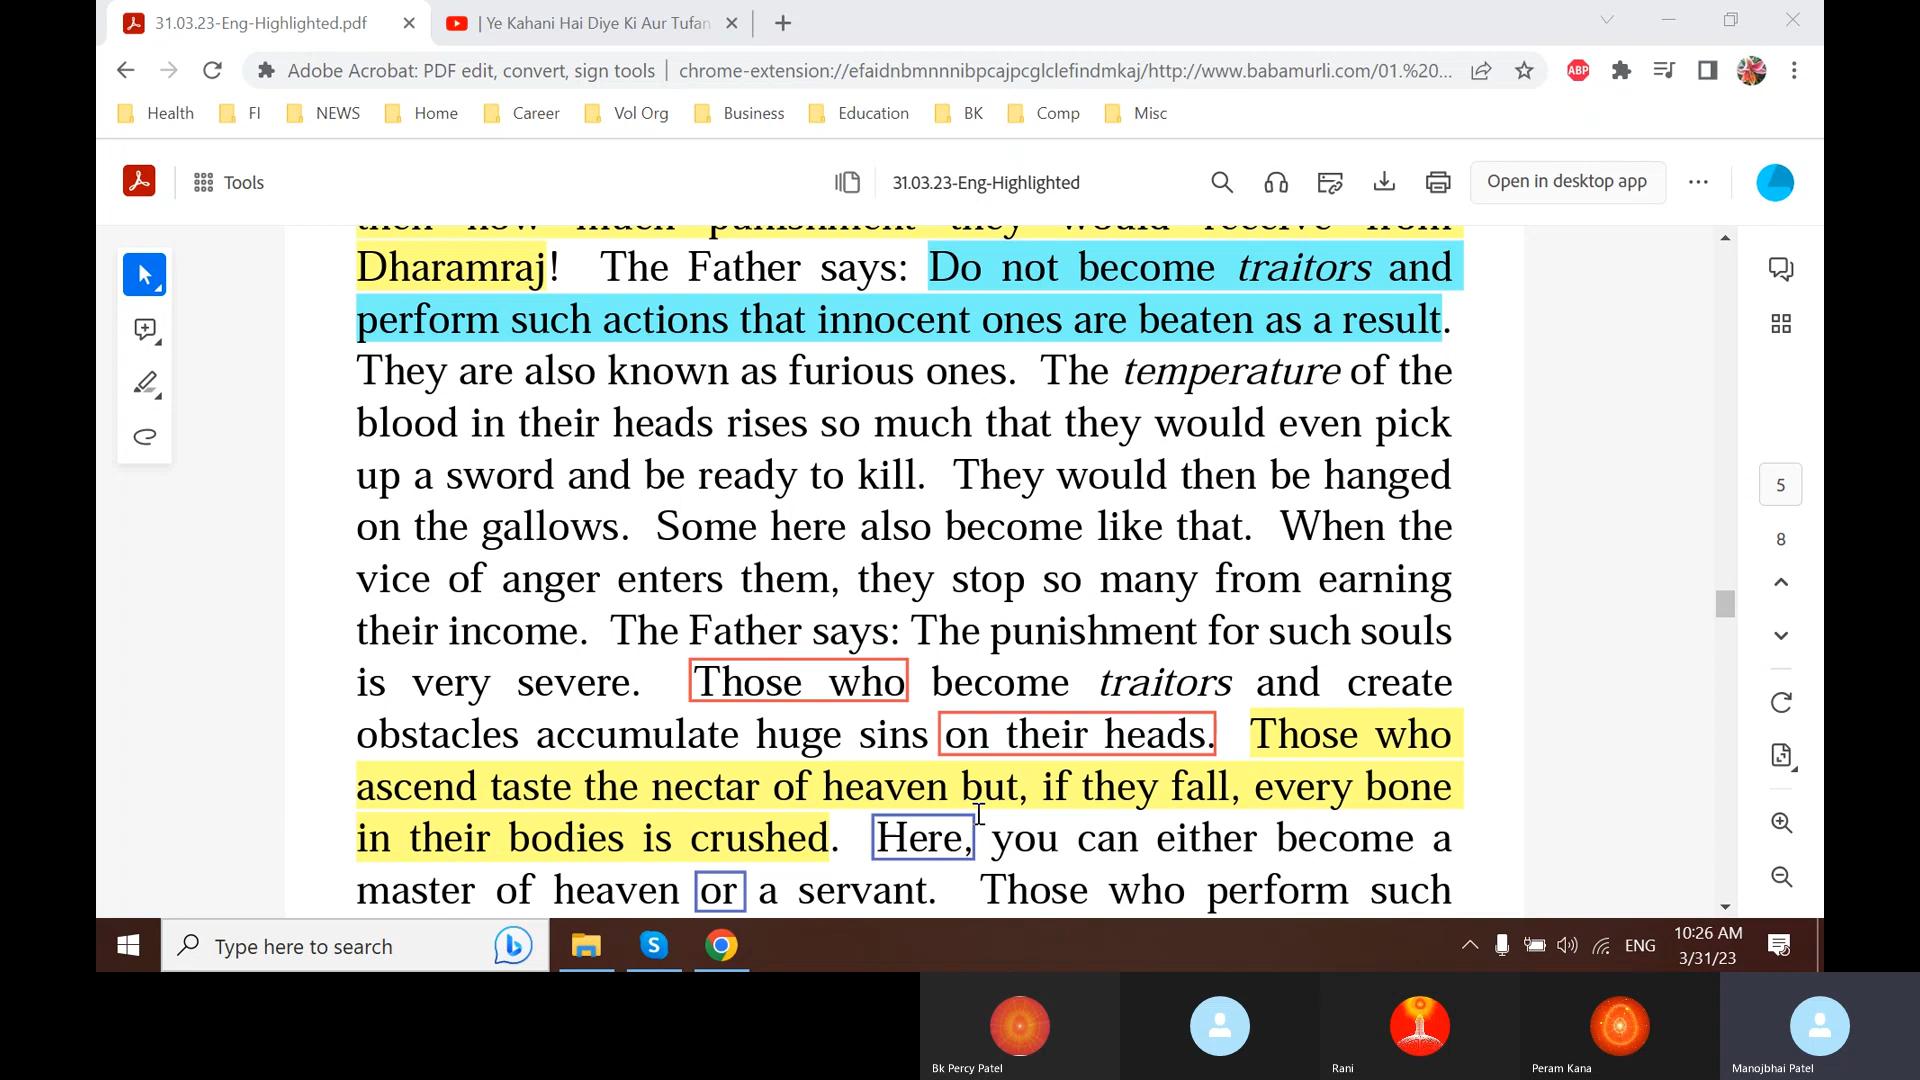 31.03.23-Eng-Highlighted.pdf
| Ye Kahani Hai Diye Ki Aur Tufan
Adobe Acrobat: PDF edit, convert, sign tools
chrome-extension://efaidnbmnnnibpcajpcglclefindmkaj/http://www.babamurli.com/01.%20...
ABP
Health
FI
NEWS
Home
Career
Vol Org
Business
Education
BK
Comp
Misc
Tools
31.03.23-Eng-Highlighted
Open in desktop app
then how much punishment they would receive from
Dharamraj! The Father says: Do not become traitors and
perform such actions that innocent ones are beaten as a result.
They are also known as furious ones. The temperature of the
blood in their heads rises so much that they would even pick
up a sword and be ready to kill. They would then be hanged
on the gallows. Some here also become like that. When the
vice of anger enters them, they stop so many from earning
their income. The Father says: The punishment for such souls
is very severe. Those who become traitors and create
obstacles accumulate huge sins on their heads. Those who
ascend taste the nectar of heaven but, if they fall, every bone
in their bodies is crushed. Here, you can either become a
master of heaven or a servant. Those who perform such
5
8
Type here to search
ENG
10:26 AM
3/31/23
Bk Percy Patel
Rani
Peram Kana
Manojbhai Patel